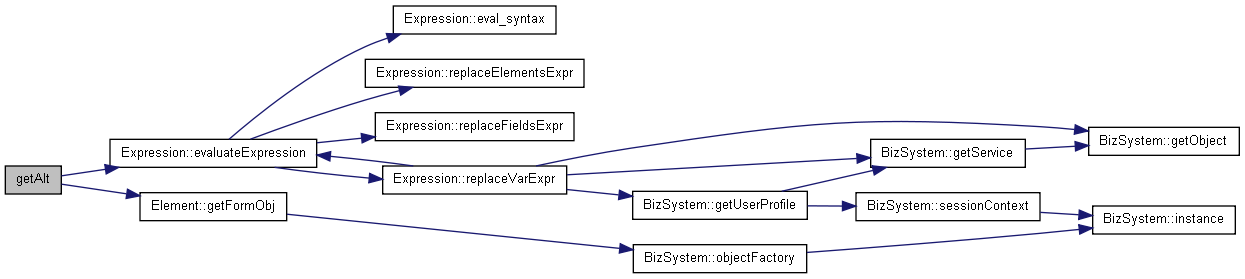 Expression::eval_syntax
Expression::replaceElementsExpr
Expression::replaceFieldsExpr
BizSystem::getObject
Expression::evaluateExpression
BizSystem::getService
getAlt
Expression::replaceVarExpr
BizSystem::getUserProfile
BizSystem::sessionContext
Element::getFormObj
BizSystem::instance
BizSystem::objectFactory